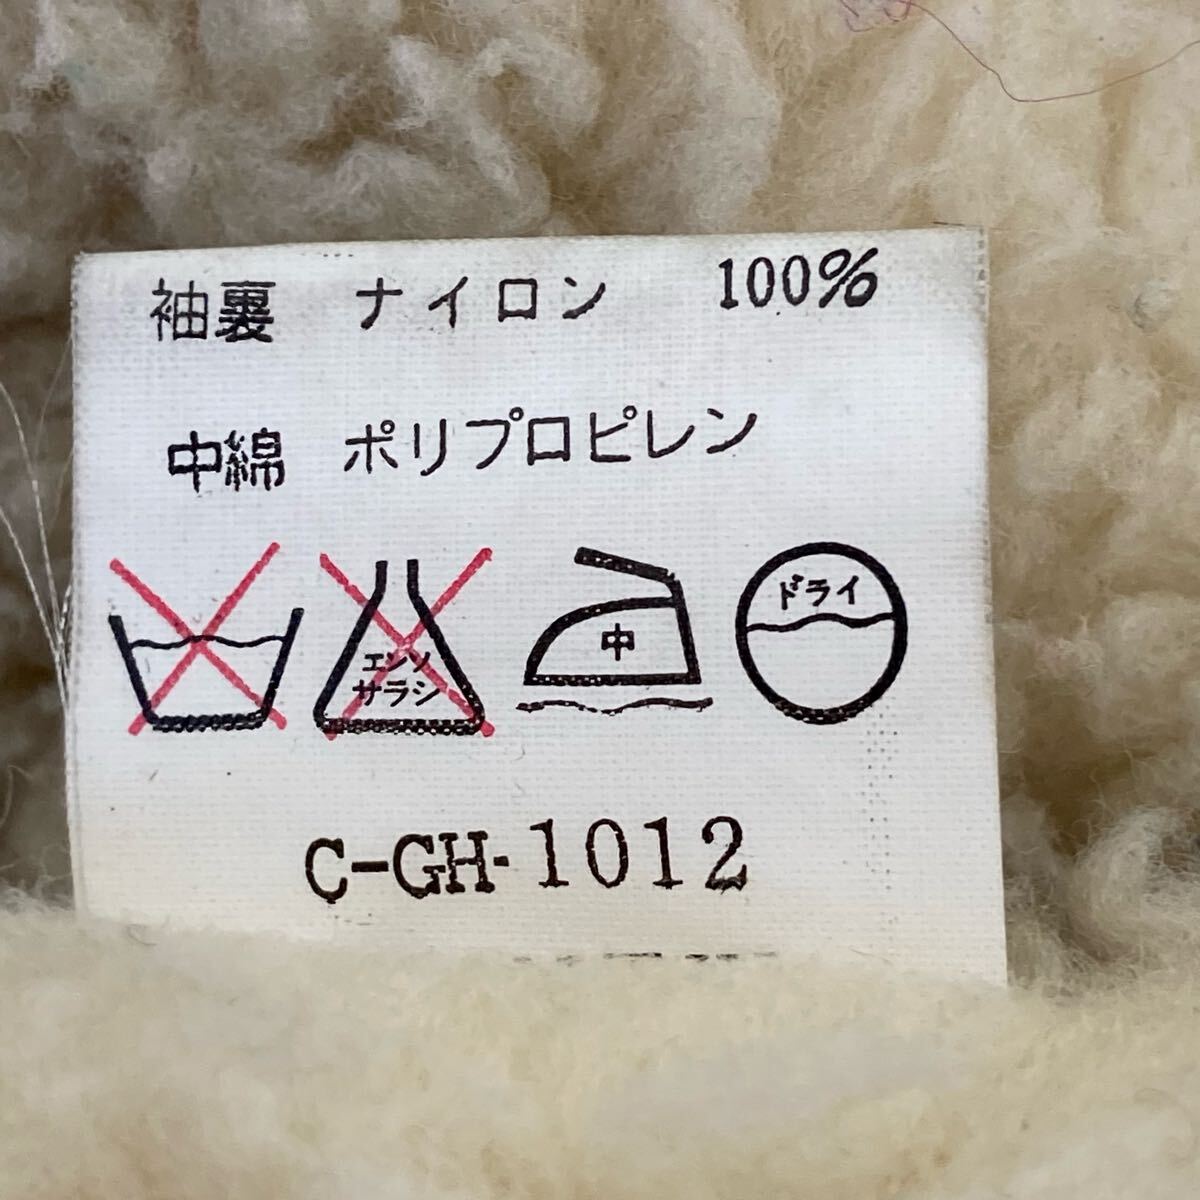 袖裏 ナイロン 100%
中綿 ポリプロピレン
エンソ
サラシ
中
ドライ
C-GH-1012